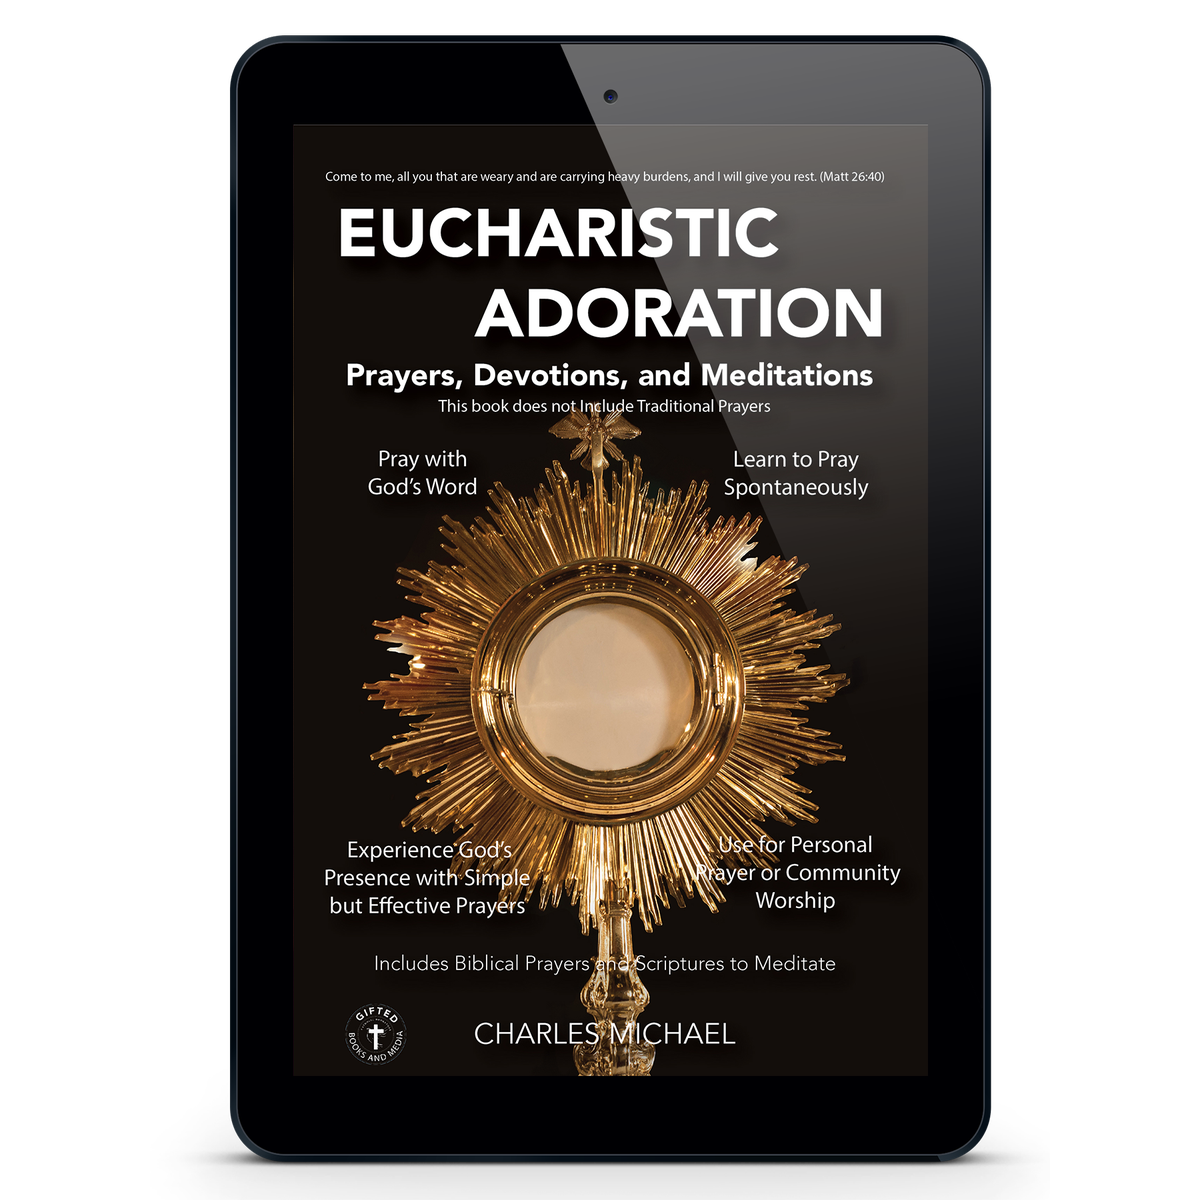 Come to me, all you that are weary and are carrying heavy burdens, and I will give you rest. (Matt 26:40)
EUCHARISTIC
ADORATION
Prayers, Devotions, and Meditations
This book does not Include Traditional Prayers
Pray with
God's Word
Learn to Pray
Spontaneously
Experience God's
Presence with Simple
but Effective Prayers
Use for Personal
Prayer or Community
Worship
Includes Biblical Prayers and Scriptures to Meditate
GIFTED
BOOKS AND MEDIA
CHARLES MICHAEL